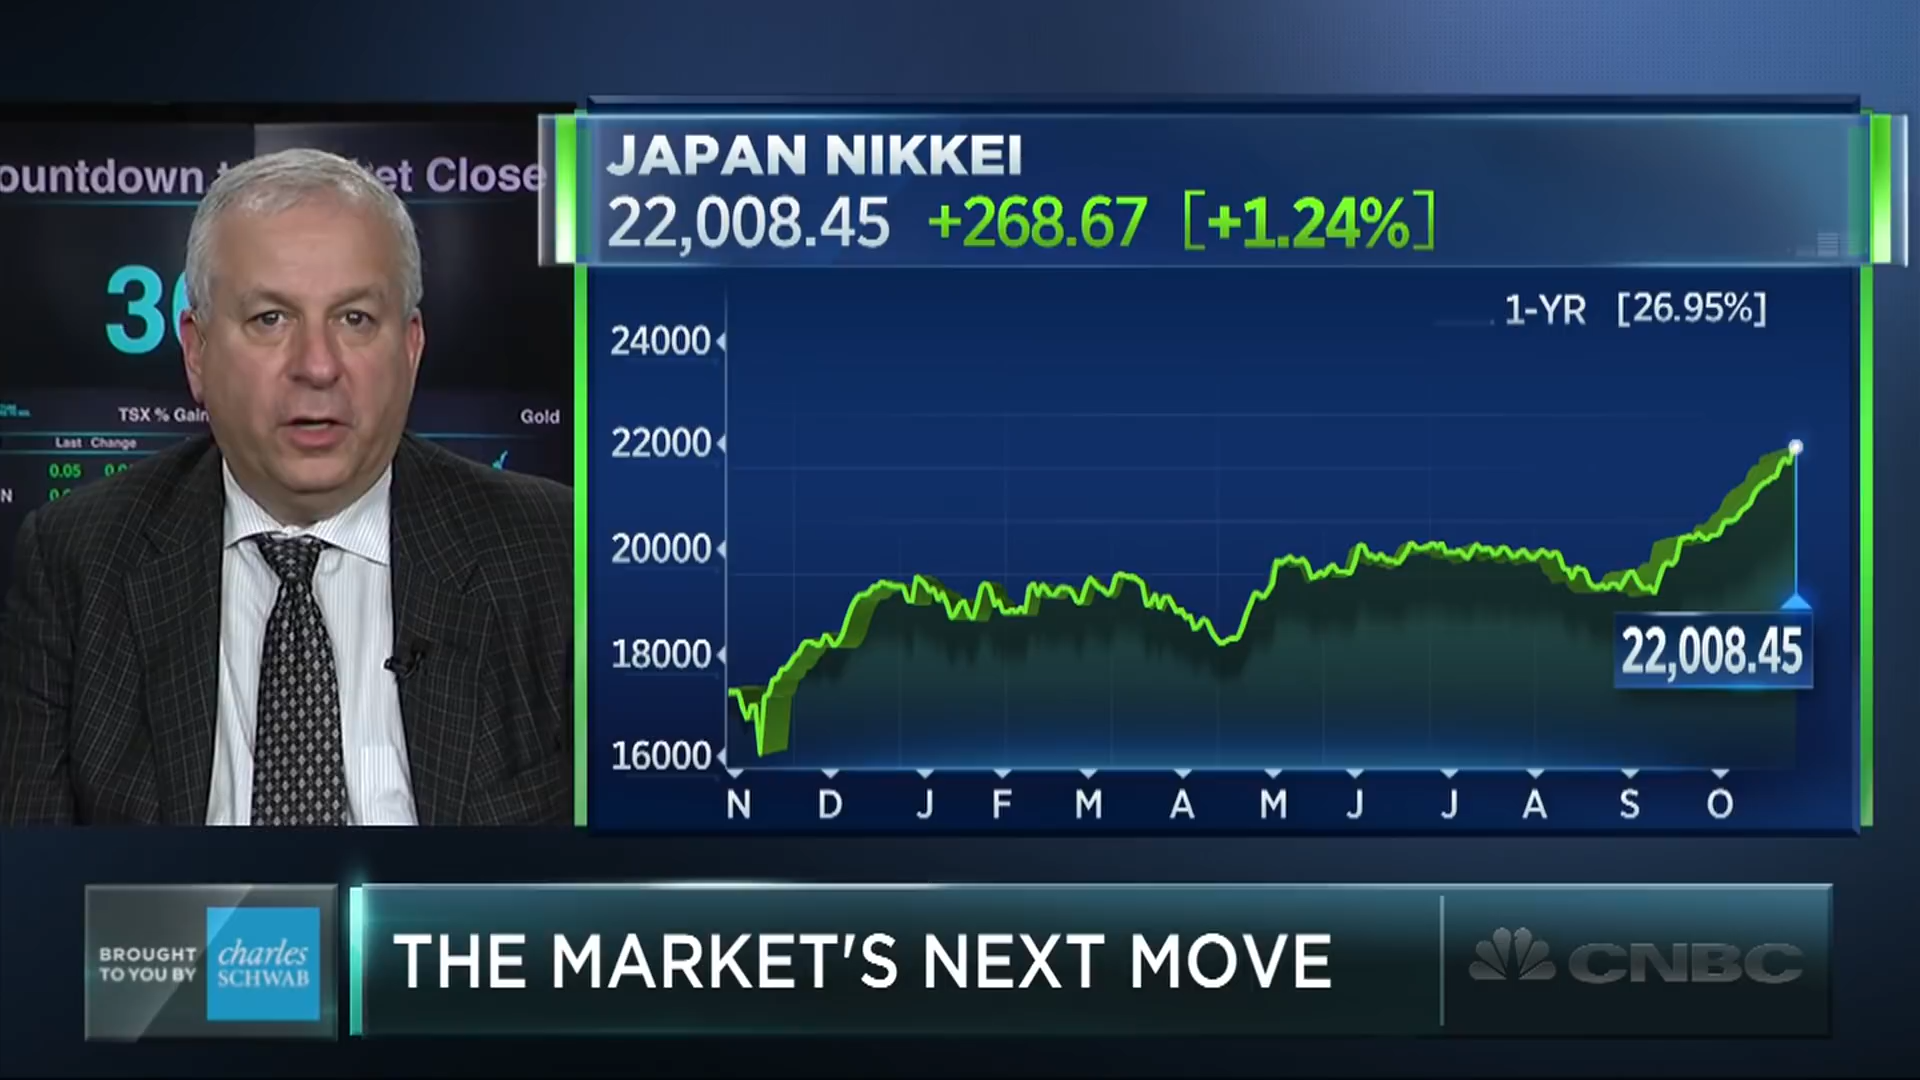 ountdown
et Close
36
TSX % Gain
Gold
Last Change
0.05
N
JAPAN NIKKEI
22,008.45 +268.67 [+1.24%]
1-YR [26.95%]
24000
22000
20000
18000
16000
N D J F M A M J J A S O
22,008.45
BROUGHT
TO YOU BY
charles
SCHWAB
THE MARKET'S NEXT MOVE
CNBC